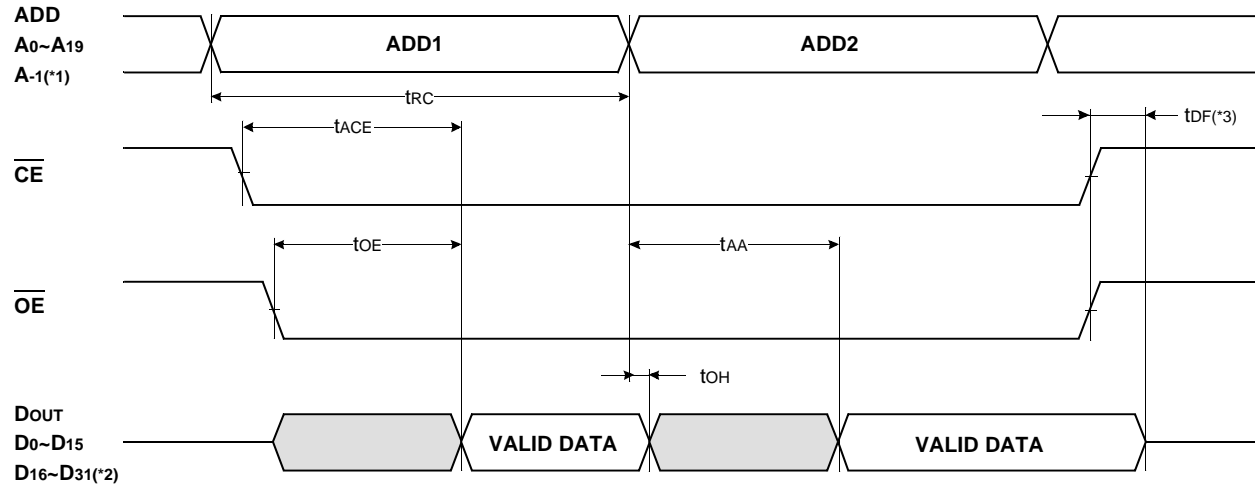 ADD
A0~A19
A-1(*1)
ADD1
ADD2
tRC
tACE
tDF(*3)
CE
tOE
tAA
OE
tOH
DOUT
D0~D15
D16~D31(*2)
VALID DATA
VALID DATA